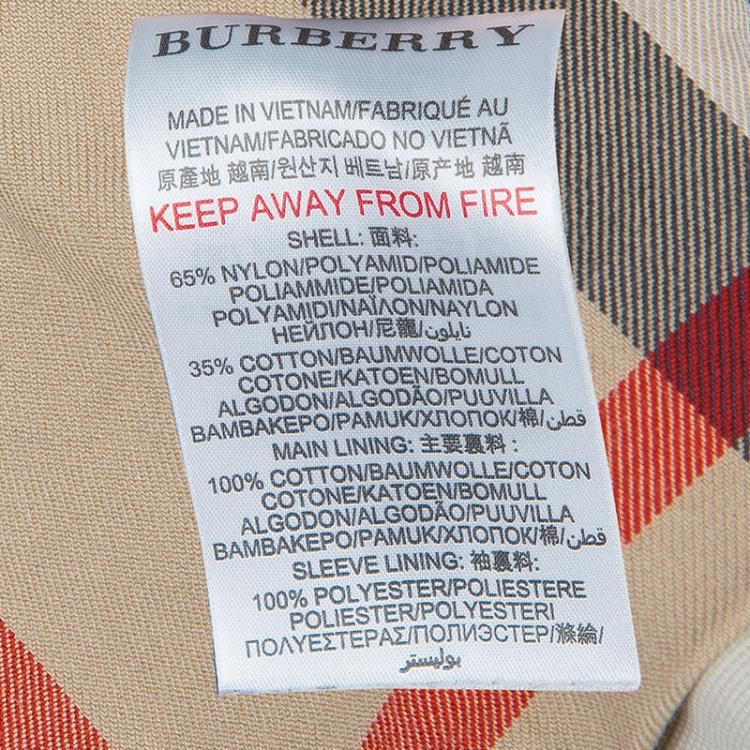 BURBERRY
MADE IN VIETNAM/FABRIQUÉ AU
VIETNAM/FABRICADO NO VIETNÃ
原產地 越南/원산지 베트남/原产地 越南
KEEP AWAY FROM FIRE
SHELL: 面料:
65% NYLON/POLYAMID/POLIAMIDE
POLIAMMIDE/POLIAMIDA
POLYAMIDI/NAΪΛON/NAYLON
НЕЙЛОН/尼龍/نايلون
35% COTTON/BAUMWOLLE/COTON
COTONE/KATOEN/BOMULL
ALGODON/ALGODÃO/PUUVILLA
BAMBAKEPO/PAMUK/ХЛОПОК/棉/قطن
MAIN LINING: 主要裏料 :
100% COTTON/BAUMWOLLE/COTON
COTONE/KATOEN/BOMULL
ALGODON/ALGODÃO/PUUVILLA
BAMBAKEPO/PAMUK/ХЛОПОК/棉/قطن
SLEEVE LINING: 袖裏料:
100% POLYESTER/POLIESTERE
POLIESTER/POLYESTERI
ΠΟΛΥΕΣΤΕΡΑΣ/ПОЛИЭСТЕР/滌綸/
بوليستر